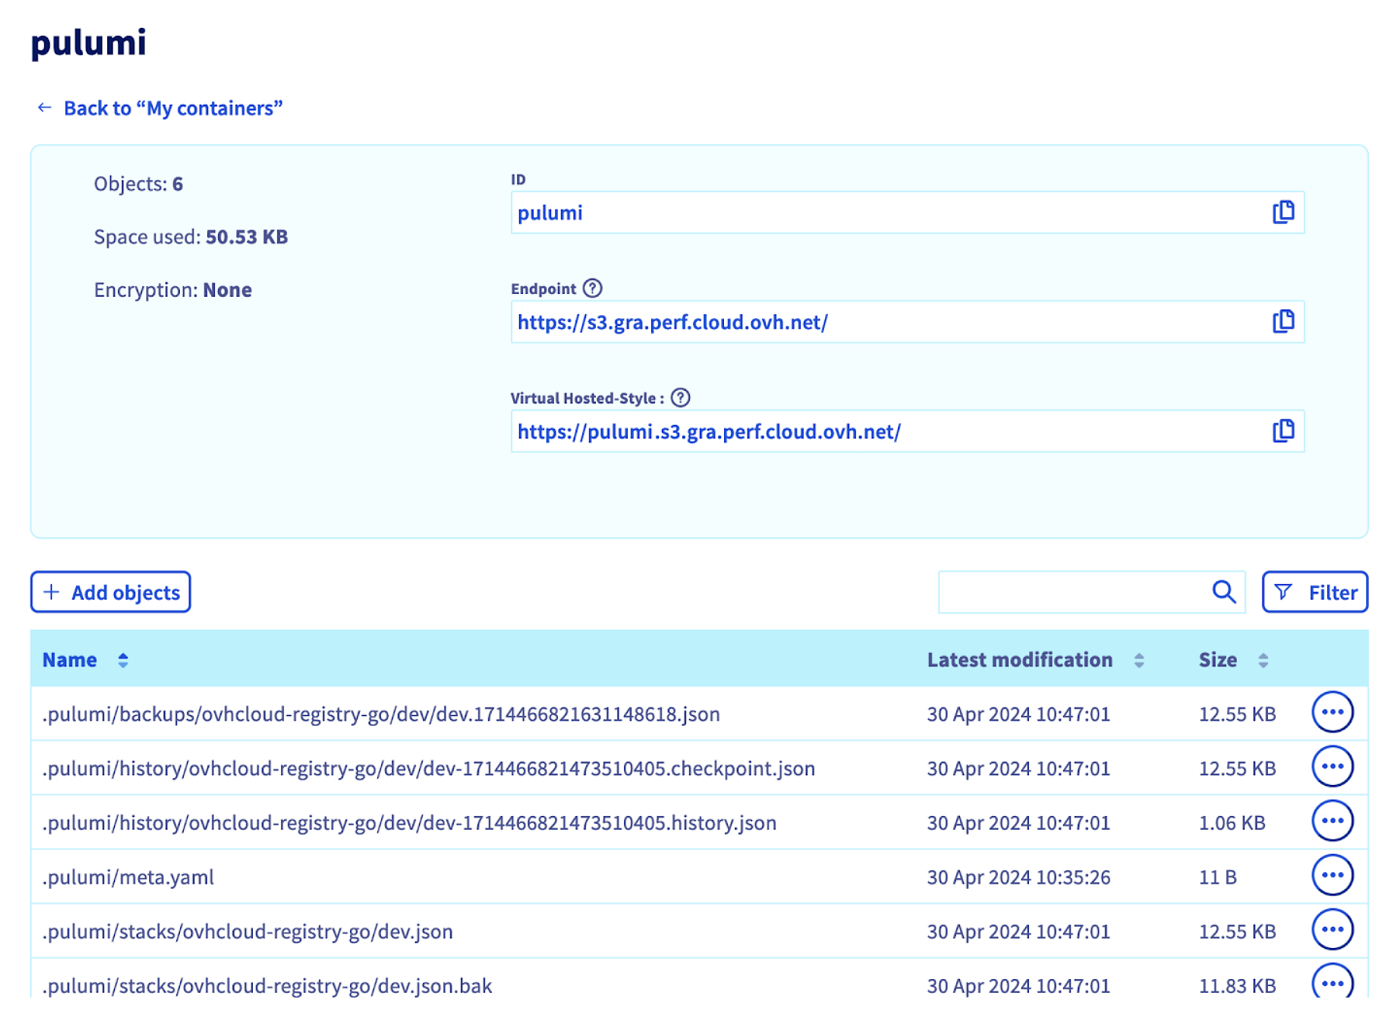 pulumi
← Back to “My containers”
Objects: 6
Space used: 50.53 KB
Encryption: None
ID
pulumi
Endpoint ?
https://s3.gra.perf.cloud.ovh.net/
Virtual Hosted-Style : ?
https://pulumi.s3.gra.perf.cloud.ovh.net/
+ Add objects
Filter
Name Latest modification Size
.pulumi/backups/ovhcloud-registry-go/dev/dev.1714466821631148618.json 30 Apr 2024 10:47:01 12.55 KB
.pulumi/history/ovhcloud-registry-go/dev/dev-1714466821473510405.checkpoint.json 30 Apr 2024 10:47:01 12.55 KB
.pulumi/history/ovhcloud-registry-go/dev/dev-1714466821473510405.history.json 30 Apr 2024 10:47:01 1.06 KB
.pulumi/meta.yaml 30 Apr 2024 10:35:26 11 B
.pulumi/stacks/ovhcloud-registry-go/dev.json 30 Apr 2024 10:47:01 12.55 KB
.pulumi/stacks/ovhcloud-registry-go/dev.json.bak 30 Apr 2024 10:47:01 11.83 KB